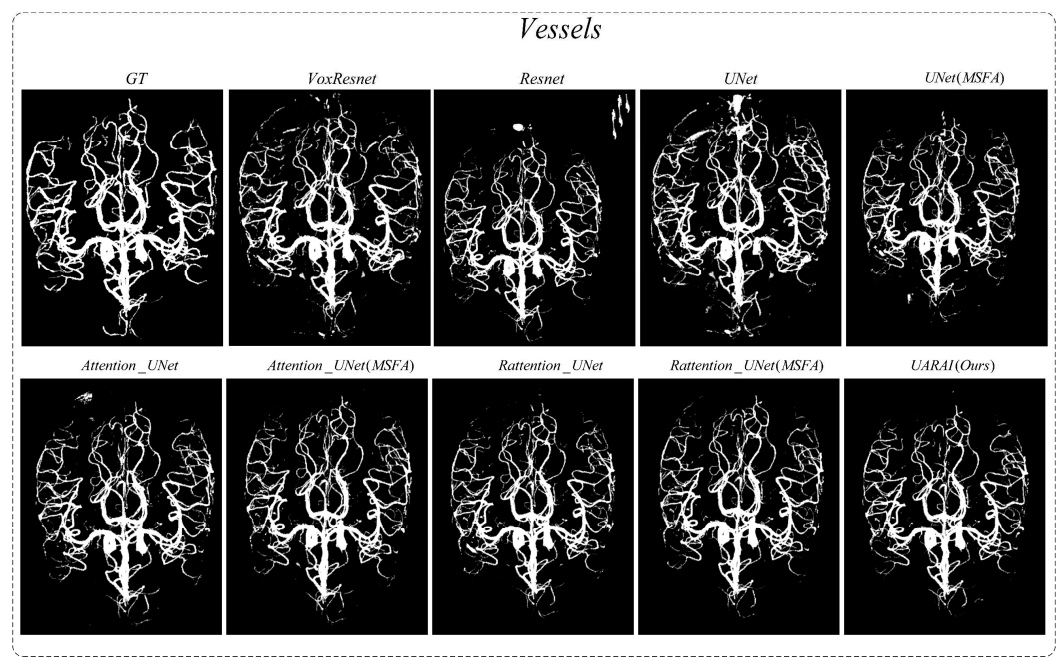 Vessels
GT VoxResnet Resnet UNet UNet(MSFA)
Attention_UNet Attention_UNet(MSFA) Rattention_UNet Rattention_UNet(MSFA) UARAI(Ours)